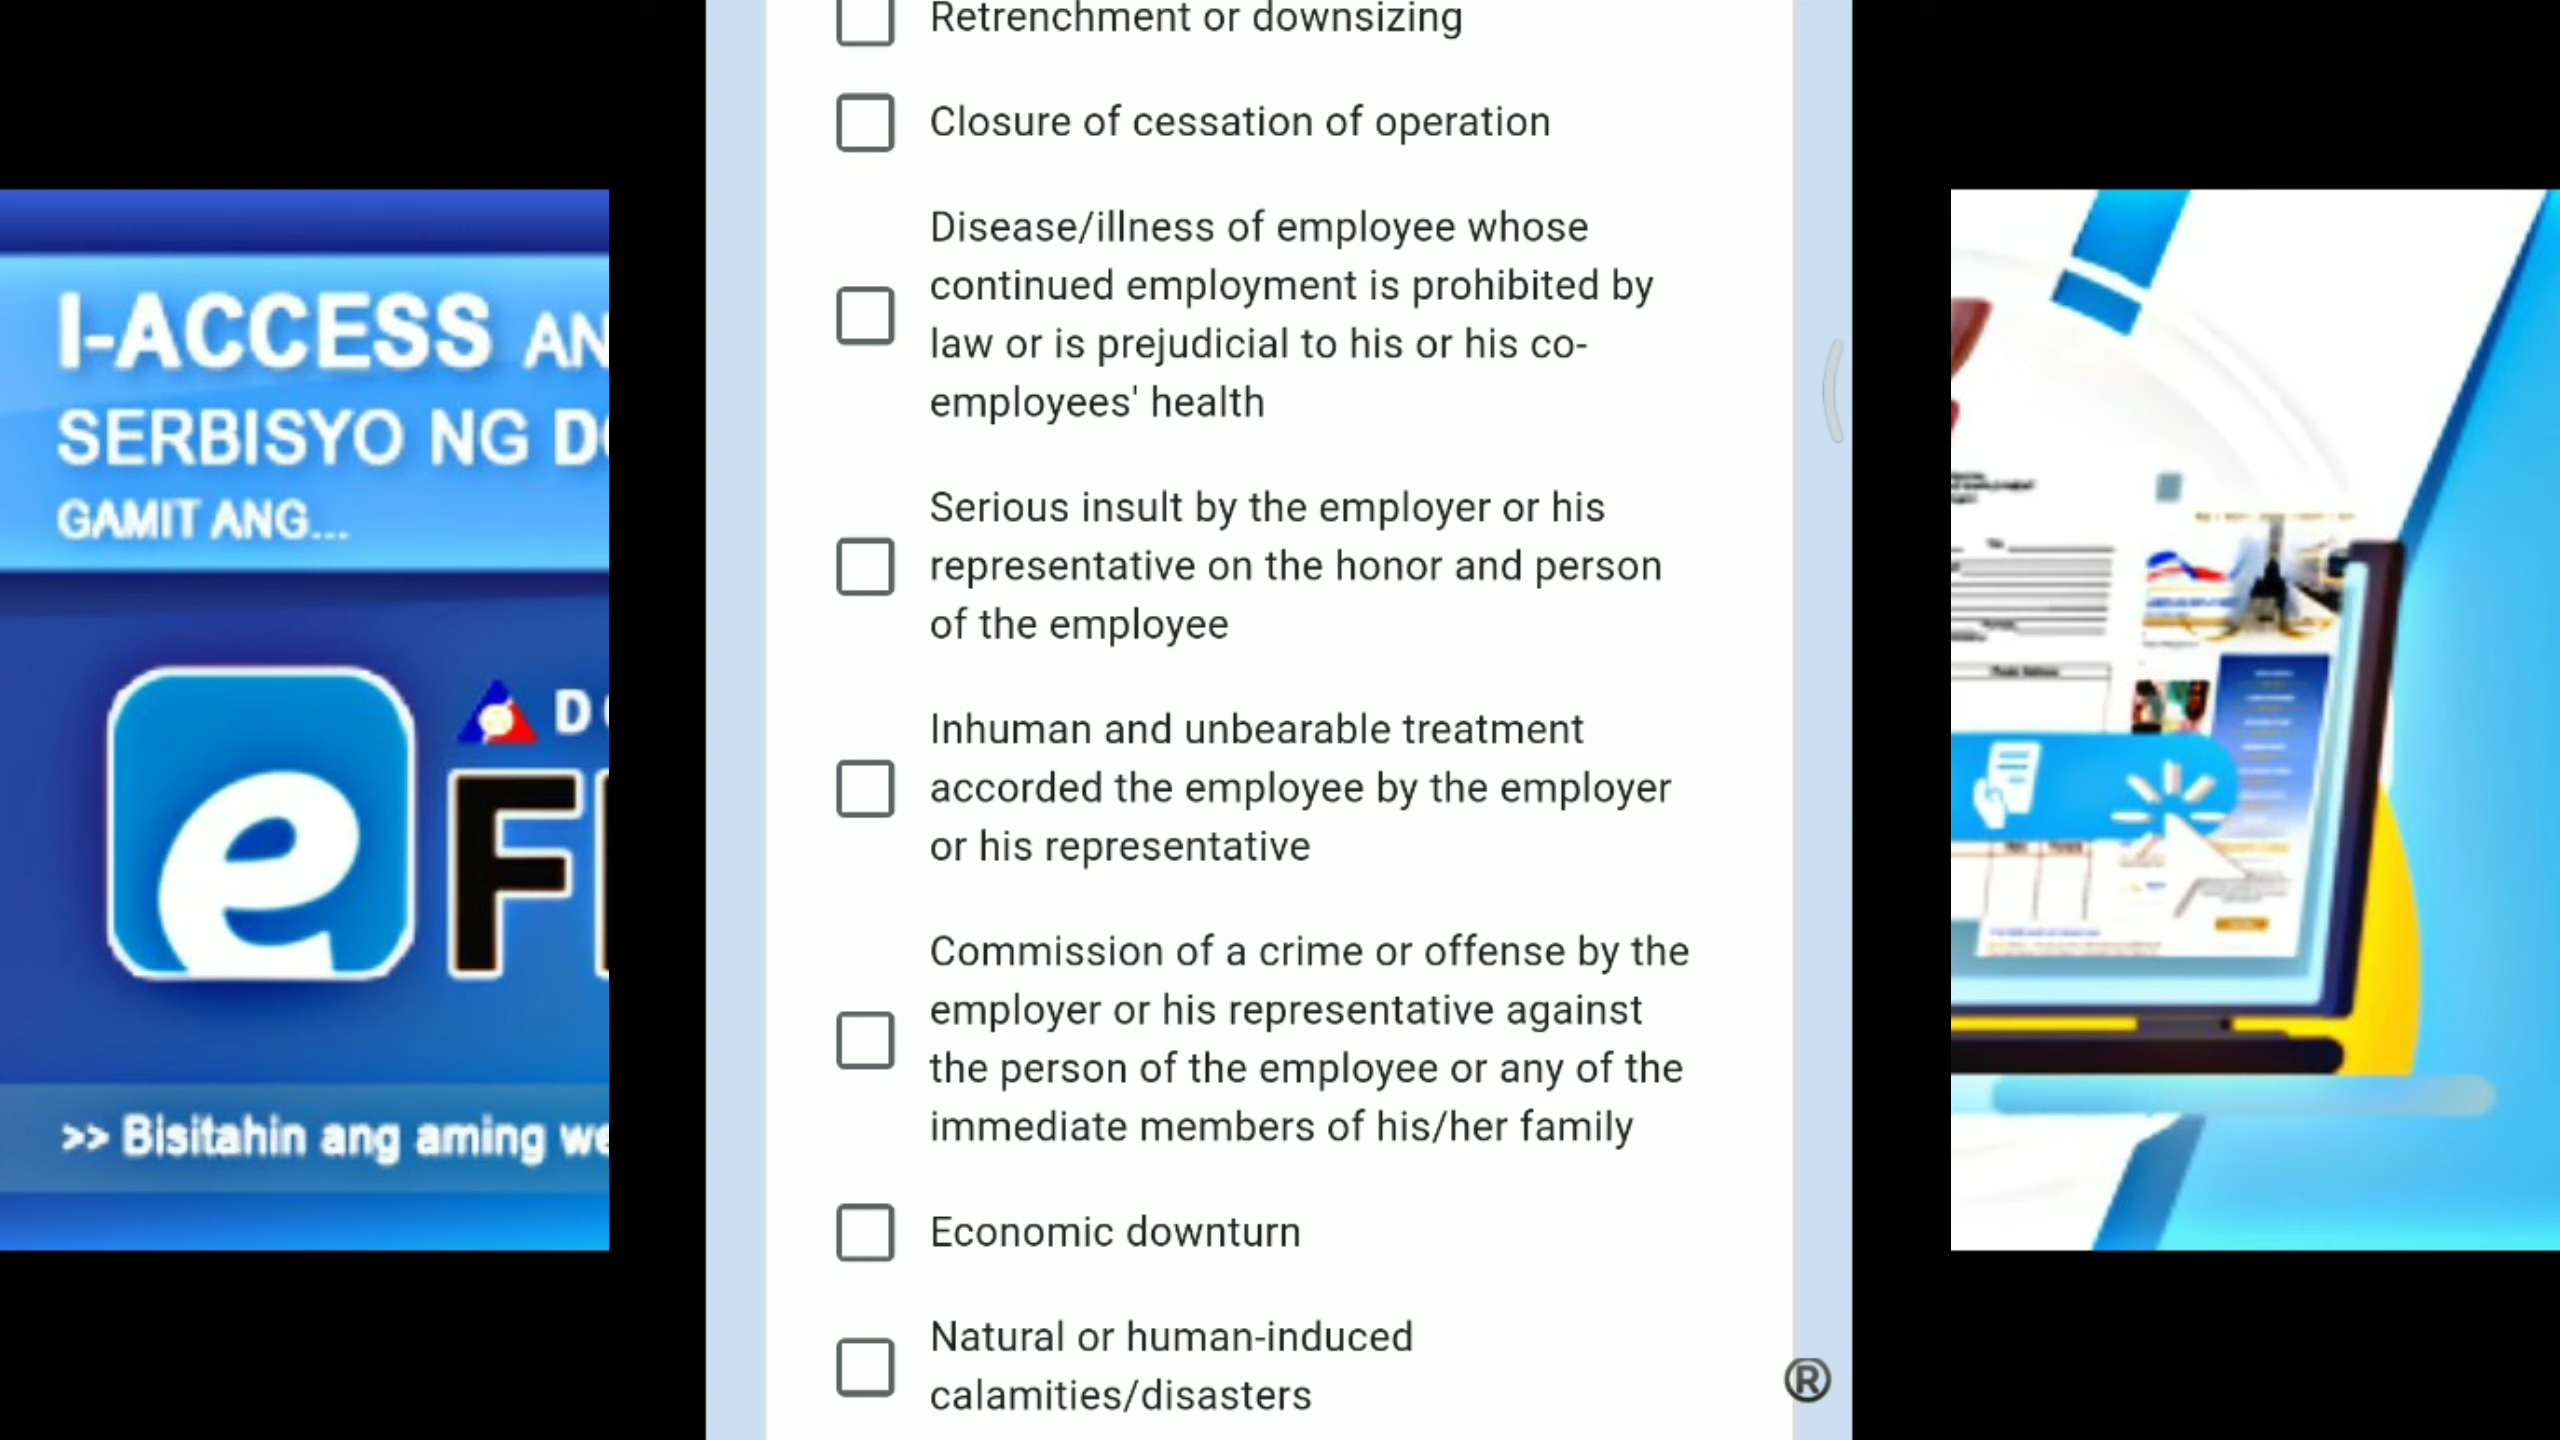 I-ACCESS AN
SERBISYO NG DO
GAMIT ANG...
e
D
F
>> Bisitahin ang aming we
Retrenchment or downsizing
Closure of cessation of operation
Disease/illness of employee whose
continued employment is prohibited by
law or is prejudicial to his or his co-
employees' health
Serious insult by the employer or his
representative on the honor and person
of the employee
Inhuman and unbearable treatment
accorded the employee by the employer
or his representative
Commission of a crime or offense by the
employer or his representative against
the person of the employee or any of the
immediate members of his/her family
Economic downturn
Natural or human-induced
calamities/disasters
®